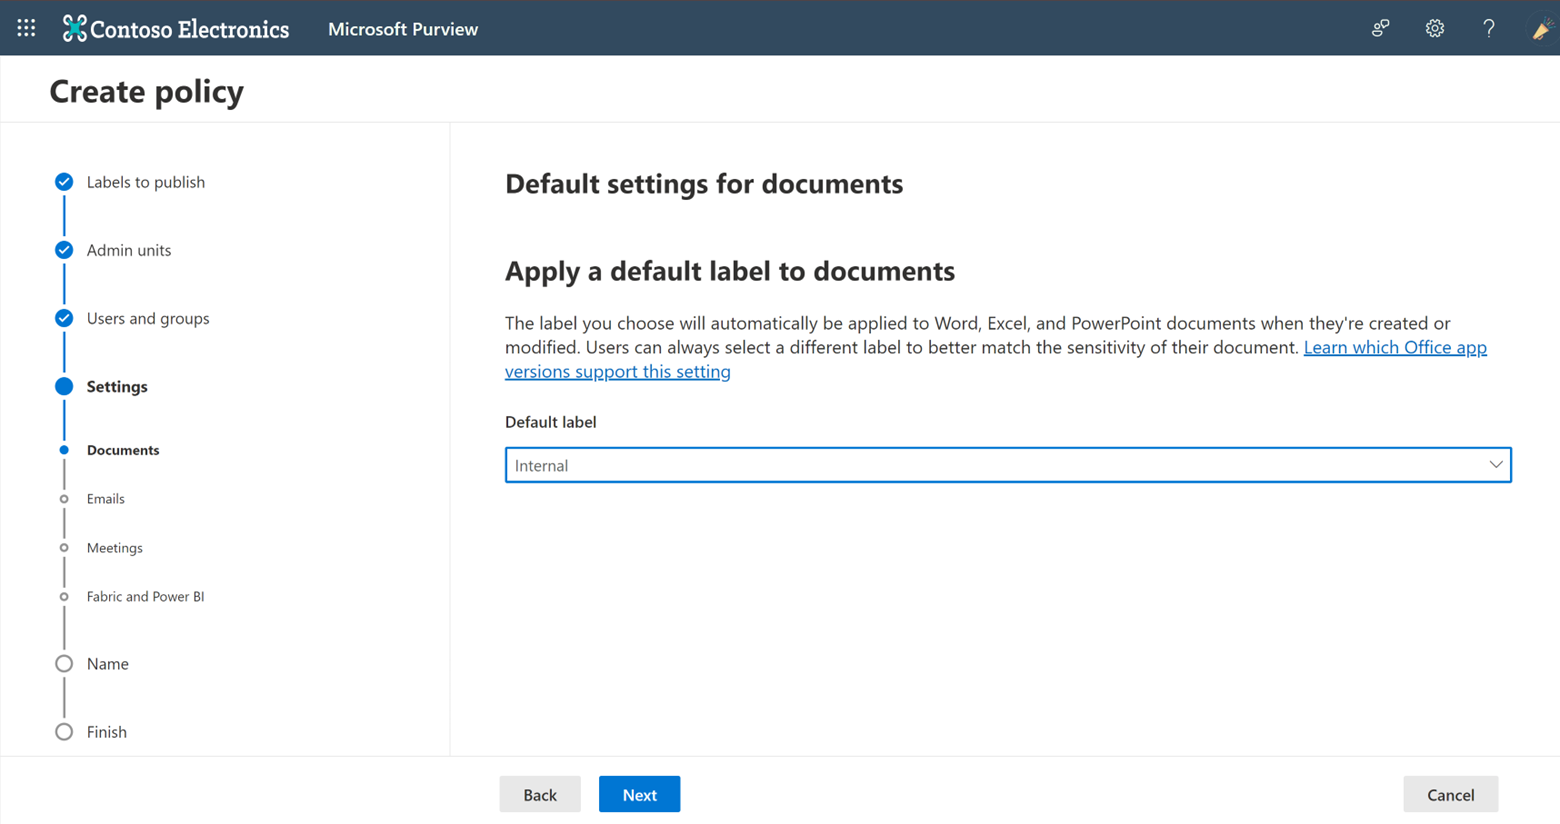 Contoso Electronics
Microsoft Purview
Create policy
Labels to publish
Admin units
Users and groups
Settings
Documents
Emails
Meetings
Fabric and Power BI
Name
Finish
Default settings for documents
Apply a default label to documents
The label you choose will automatically be applied to Word, Excel, and PowerPoint documents when they're created or
modified. Users can always select a different label to better match the sensitivity of their document. Learn which Office app
versions support this setting
Default label
Internal
Back
Next
Cancel